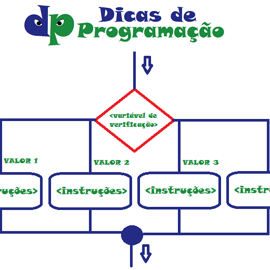 dp Dicas de
Programação
<variável de
verificação>
VALOR 1
VALOR 2
VALOR 3
ruções>
<instruções>
<instruções>
<instr